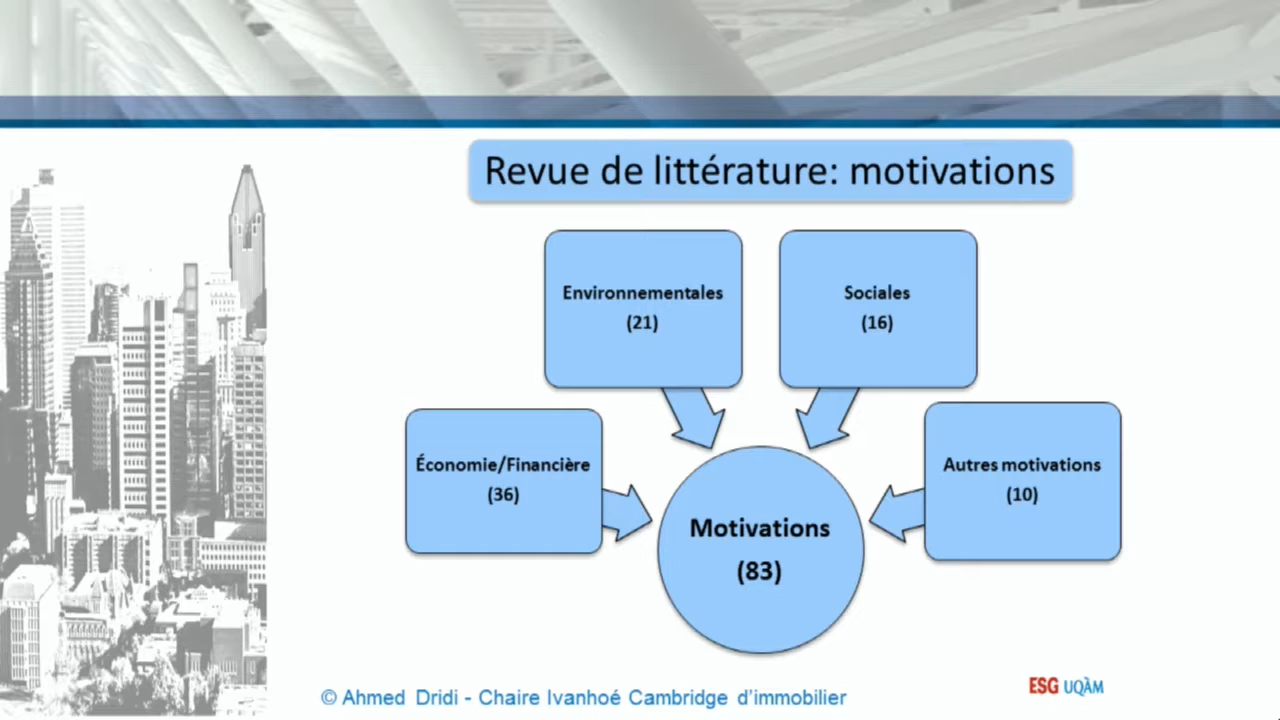 Revue de littérature: motivations
Environnementales
(21)
Sociales
(16)
Économie/Financière
(36)
Autres motivations
(10)
Motivations
(83)
© Ahmed Dridi - Chaire Ivanhoé Cambridge d'immobilier
ESG UQÀM